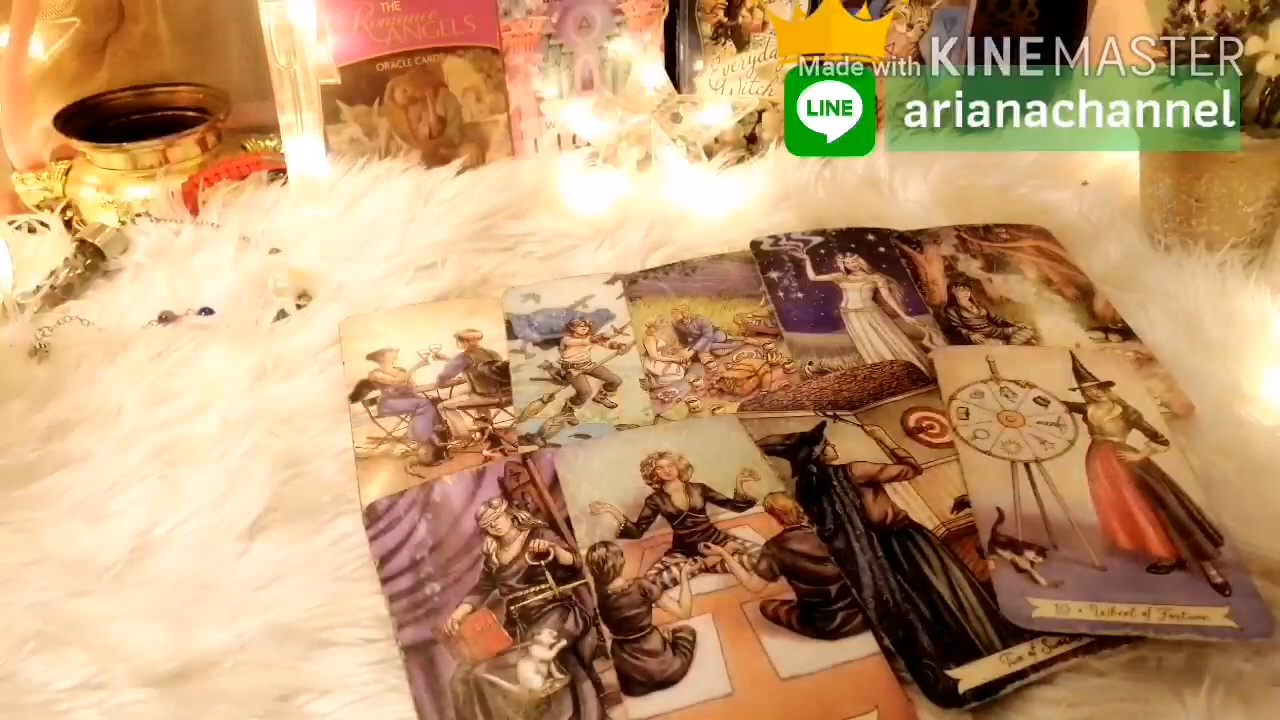 THE
Romance
ANGELS
ORACLE CARDS
Everyday
Witch
Made with KINEMASTER
LINE
arianachannel
10 • Wheel of Fortune